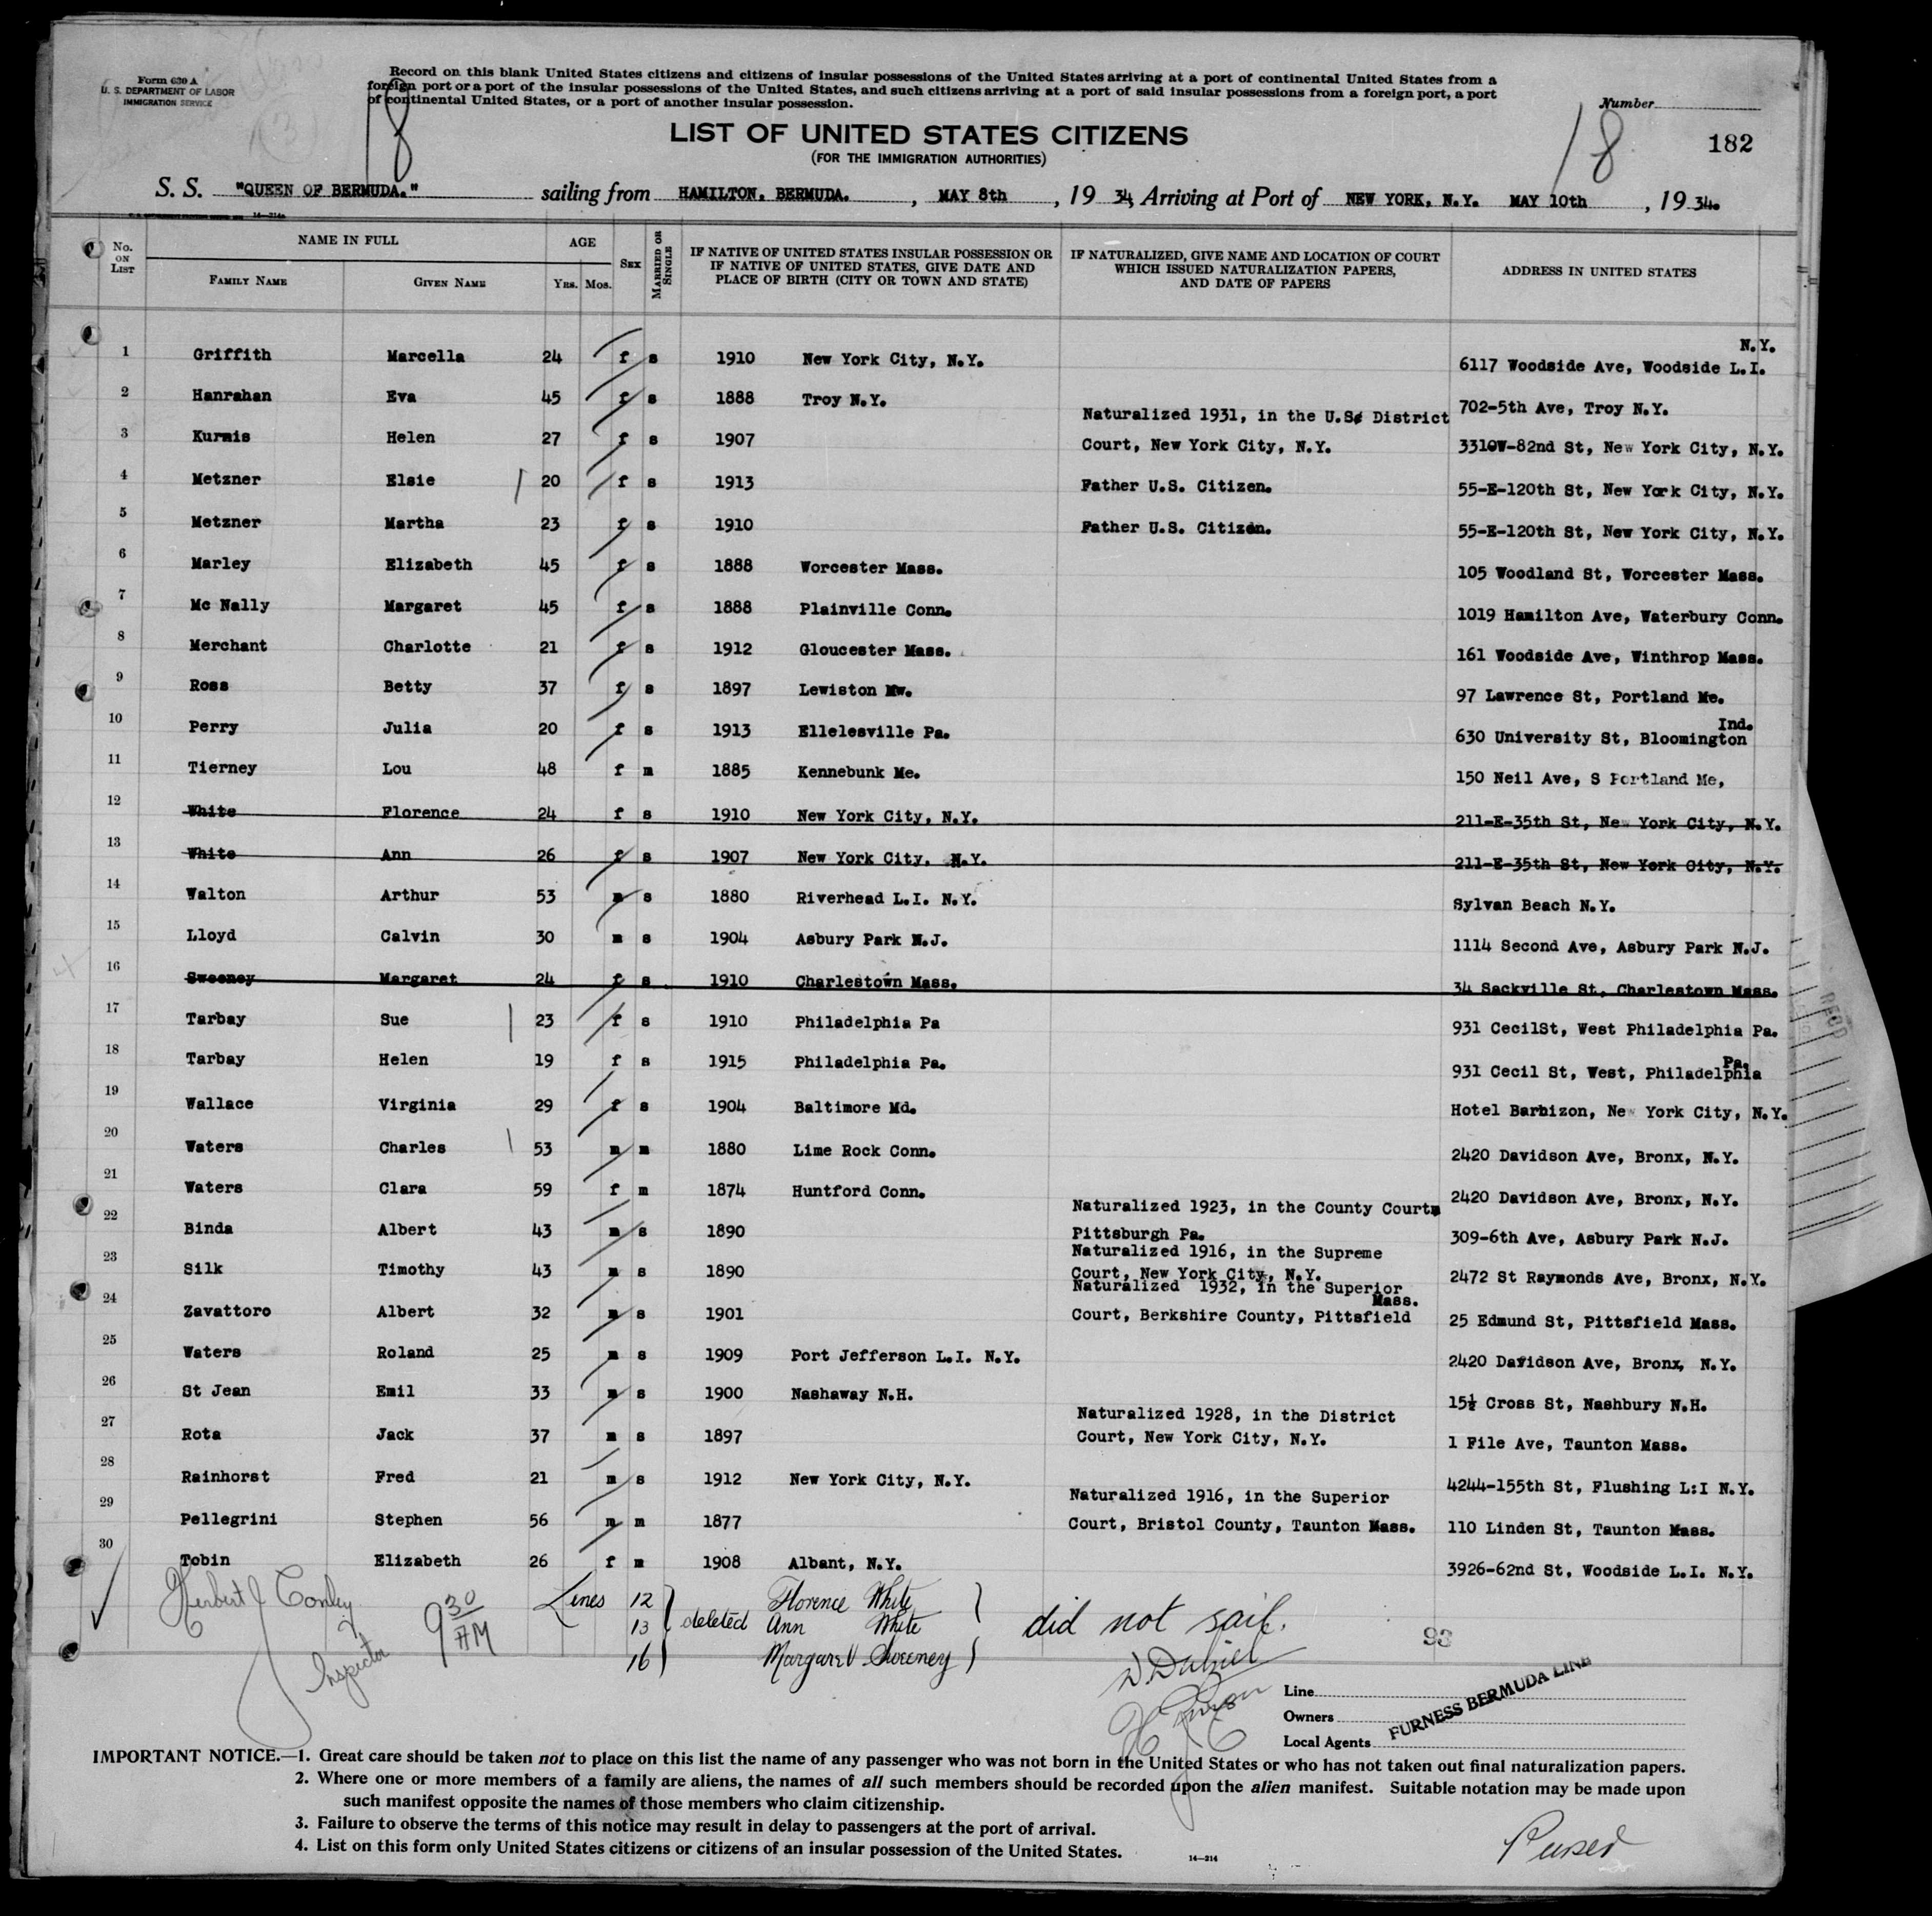 Form 630 A
U. S. DEPARTMENT OF LABOR
IMMIGRATION SERVICE
Record on this blank United States citizens and citizens of insular possessions of the United States arriving at a port of continental United States from a
foreign port or a port of the insular possessions of the United States, and such citizens arriving at a port of said insular possessions from a foreign port, a port
of continental United States, or a port of another insular possession.
Number
(3)
18
18
182
LIST OF UNITED STATES CITIZENS
(FOR THE IMMIGRATION AUTHORITIES)
S. S. "QUEEN OF BERMUDA." sailing from HAMILTON, BERMUDA. , MAY 8th , 19 34, Arriving at Port of NEW YORK, N.Y. MAY 10th , 19 34.
No. ON LIST NAME IN FULL AGE SEX MARRIED OR SINGLE IF NATIVE OF UNITED STATES INSULAR POSSESSION OR IF NATIVE OF UNITED STATES, GIVE DATE AND PLACE OF BIRTH (CITY OR TOWN AND STATE) IF NATURALIZED, GIVE NAME AND LOCATION OF COURT WHICH ISSUED NATURALIZATION PAPERS, AND DATE OF PAPERS ADDRESS IN UNITED STATES
FAMILY NAME GIVEN NAME YRS. MOS.
1 Griffith Marcella 24 f s 1910 New York City, N.Y. 6117 Woodside Ave, Woodside L.I. N.Y.
2 Hanrahan Eva 45 f s 1888 Troy N.Y. 702-5th Ave, Troy N.Y.
3 Kurmis Helen 27 f s 1907 Naturalized 1931, in the U.S. District Court, New York City, N.Y. 3310W-82nd St, New York City, N.Y.
4 Metzner Elsie 20 f s 1913 Father U.S. Citizen. 55-E-120th St, New York City, N.Y.
5 Metzner Martha 23 f s 1910 Father U.S. Citizen. 55-E-120th St, New York City, N.Y.
6 Marley Elizabeth 45 f s 1888 Worcester Mass. 105 Woodland St, Worcester Mass.
7 Mc Nally Margaret 45 f s 1888 Plainville Conn. 1019 Hamilton Ave, Waterbury Conn.
8 Merchant Charlotte 21 f s 1912 Gloucester Mass. 161 Woodside Ave, Winthrop Mass.
9 Ross Betty 37 f s 1897 Lewiston Mw. 97 Lawrence St, Portland Me.
10 Perry Julia 20 f s 1913 Ellelesville Pa. 630 University St, Bloomington Ind.
11 Tierney Lou 48 f m 1885 Kennebunk Me. 150 Neil Ave, S Portland Me,
12 White Florence 24 f s 1910 New York City, N.Y. 211-E-35th St, New York City, N.Y.
13 White Ann 26 f s 1907 New York City, N.Y. 211-E-35th St, New York City, N.Y.
14 Walton Arthur 53 m s 1880 Riverhead L.I. N.Y. Sylvan Beach N.Y.
15 Lloyd Calvin 30 m s 1904 Asbury Park N.J. 1114 Second Ave, Asbury Park N.J.
16 Sweeney Margaret 24 f s 1910 Charlestown Mass. 34 Sackville St, Charlestown Mass.
17 Tarbay Sue 23 f s 1910 Philadelphia Pa 931 CecilSt, West Philadelphia Pa.
18 Tarbay Helen 19 f s 1915 Philadelphia Pa. 931 Cecil St, West, Philadelphia Pa.
19 Wallace Virginia 29 f s 1904 Baltimore Md. Hotel Barbizon, New York City, N.Y.
20 Waters Charles 53 m m 1880 Lime Rock Conn. 2420 Davidson Ave, Bronx, N.Y.
21 Waters Clara 59 f m 1874 Huntford Conn. 2420 Davidson Ave, Bronx, N.Y.
22 Binda Albert 43 m s 1890 Naturalized 1923, in the County Court, Pittsburgh Pa. 309-6th Ave, Asbury Park N.J.
23 Silk Timothy 43 m s 1890 Naturalized 1916, in the Supreme Court, New York City, N.Y. 2472 St Raymonds Ave, Bronx, N.Y.
24 Zavattoro Albert 32 m s 1901 Naturalized 1932, in the Superior Court, Berkshire County, Pittsfield Mass. 25 Edmund St, Pittsfield Mass.
25 Waters Roland 25 m s 1909 Port Jefferson L.I. N.Y. 2420 Davidson Ave, Bronx, N.Y.
26 St Jean Emil 33 m s 1900 Nashaway N.H. 15½ Cross St, Nashbury N.H.
27 Rota Jack 37 m s 1897 Naturalized 1928, in the District Court, New York City, N.Y. 1 File Ave, Taunton Mass.
28 Rainhorst Fred 21 m s 1912 New York City, N.Y. 4244-155th St, Flushing L:I N.Y.
29 Pellegrini Stephen 56 m m 1877 Naturalized 1916, in the Superior Court, Bristol County, Taunton Mass. 110 Linden St, Taunton Mass.
30 Tobin Elizabeth 26 f m 1908 Albant, N.Y. 3926-62nd St, Woodside L.I. N.Y.
Herbert J Conley
Inspector
9 30 AM
Lines 12 Florence White
13 deleted Ann White did not sail.
16 Margaret Sweeney
93
Line
Owners
Local Agents
FURNESS BERMUDA LINE
IMPORTANT NOTICE.—1. Great care should be taken not to place on this list the name of any passenger who was not born in the United States or who has not taken out final naturalization papers.
2. Where one or more members of a family are aliens, the names of all such members should be recorded upon the alien manifest. Suitable notation may be made upon
such manifest opposite the names of those members who claim citizenship.
3. Failure to observe the terms of this notice may result in delay to passengers at the port of arrival.
4. List on this form only United States citizens or citizens of an insular possession of the United States.
14—214
Purser